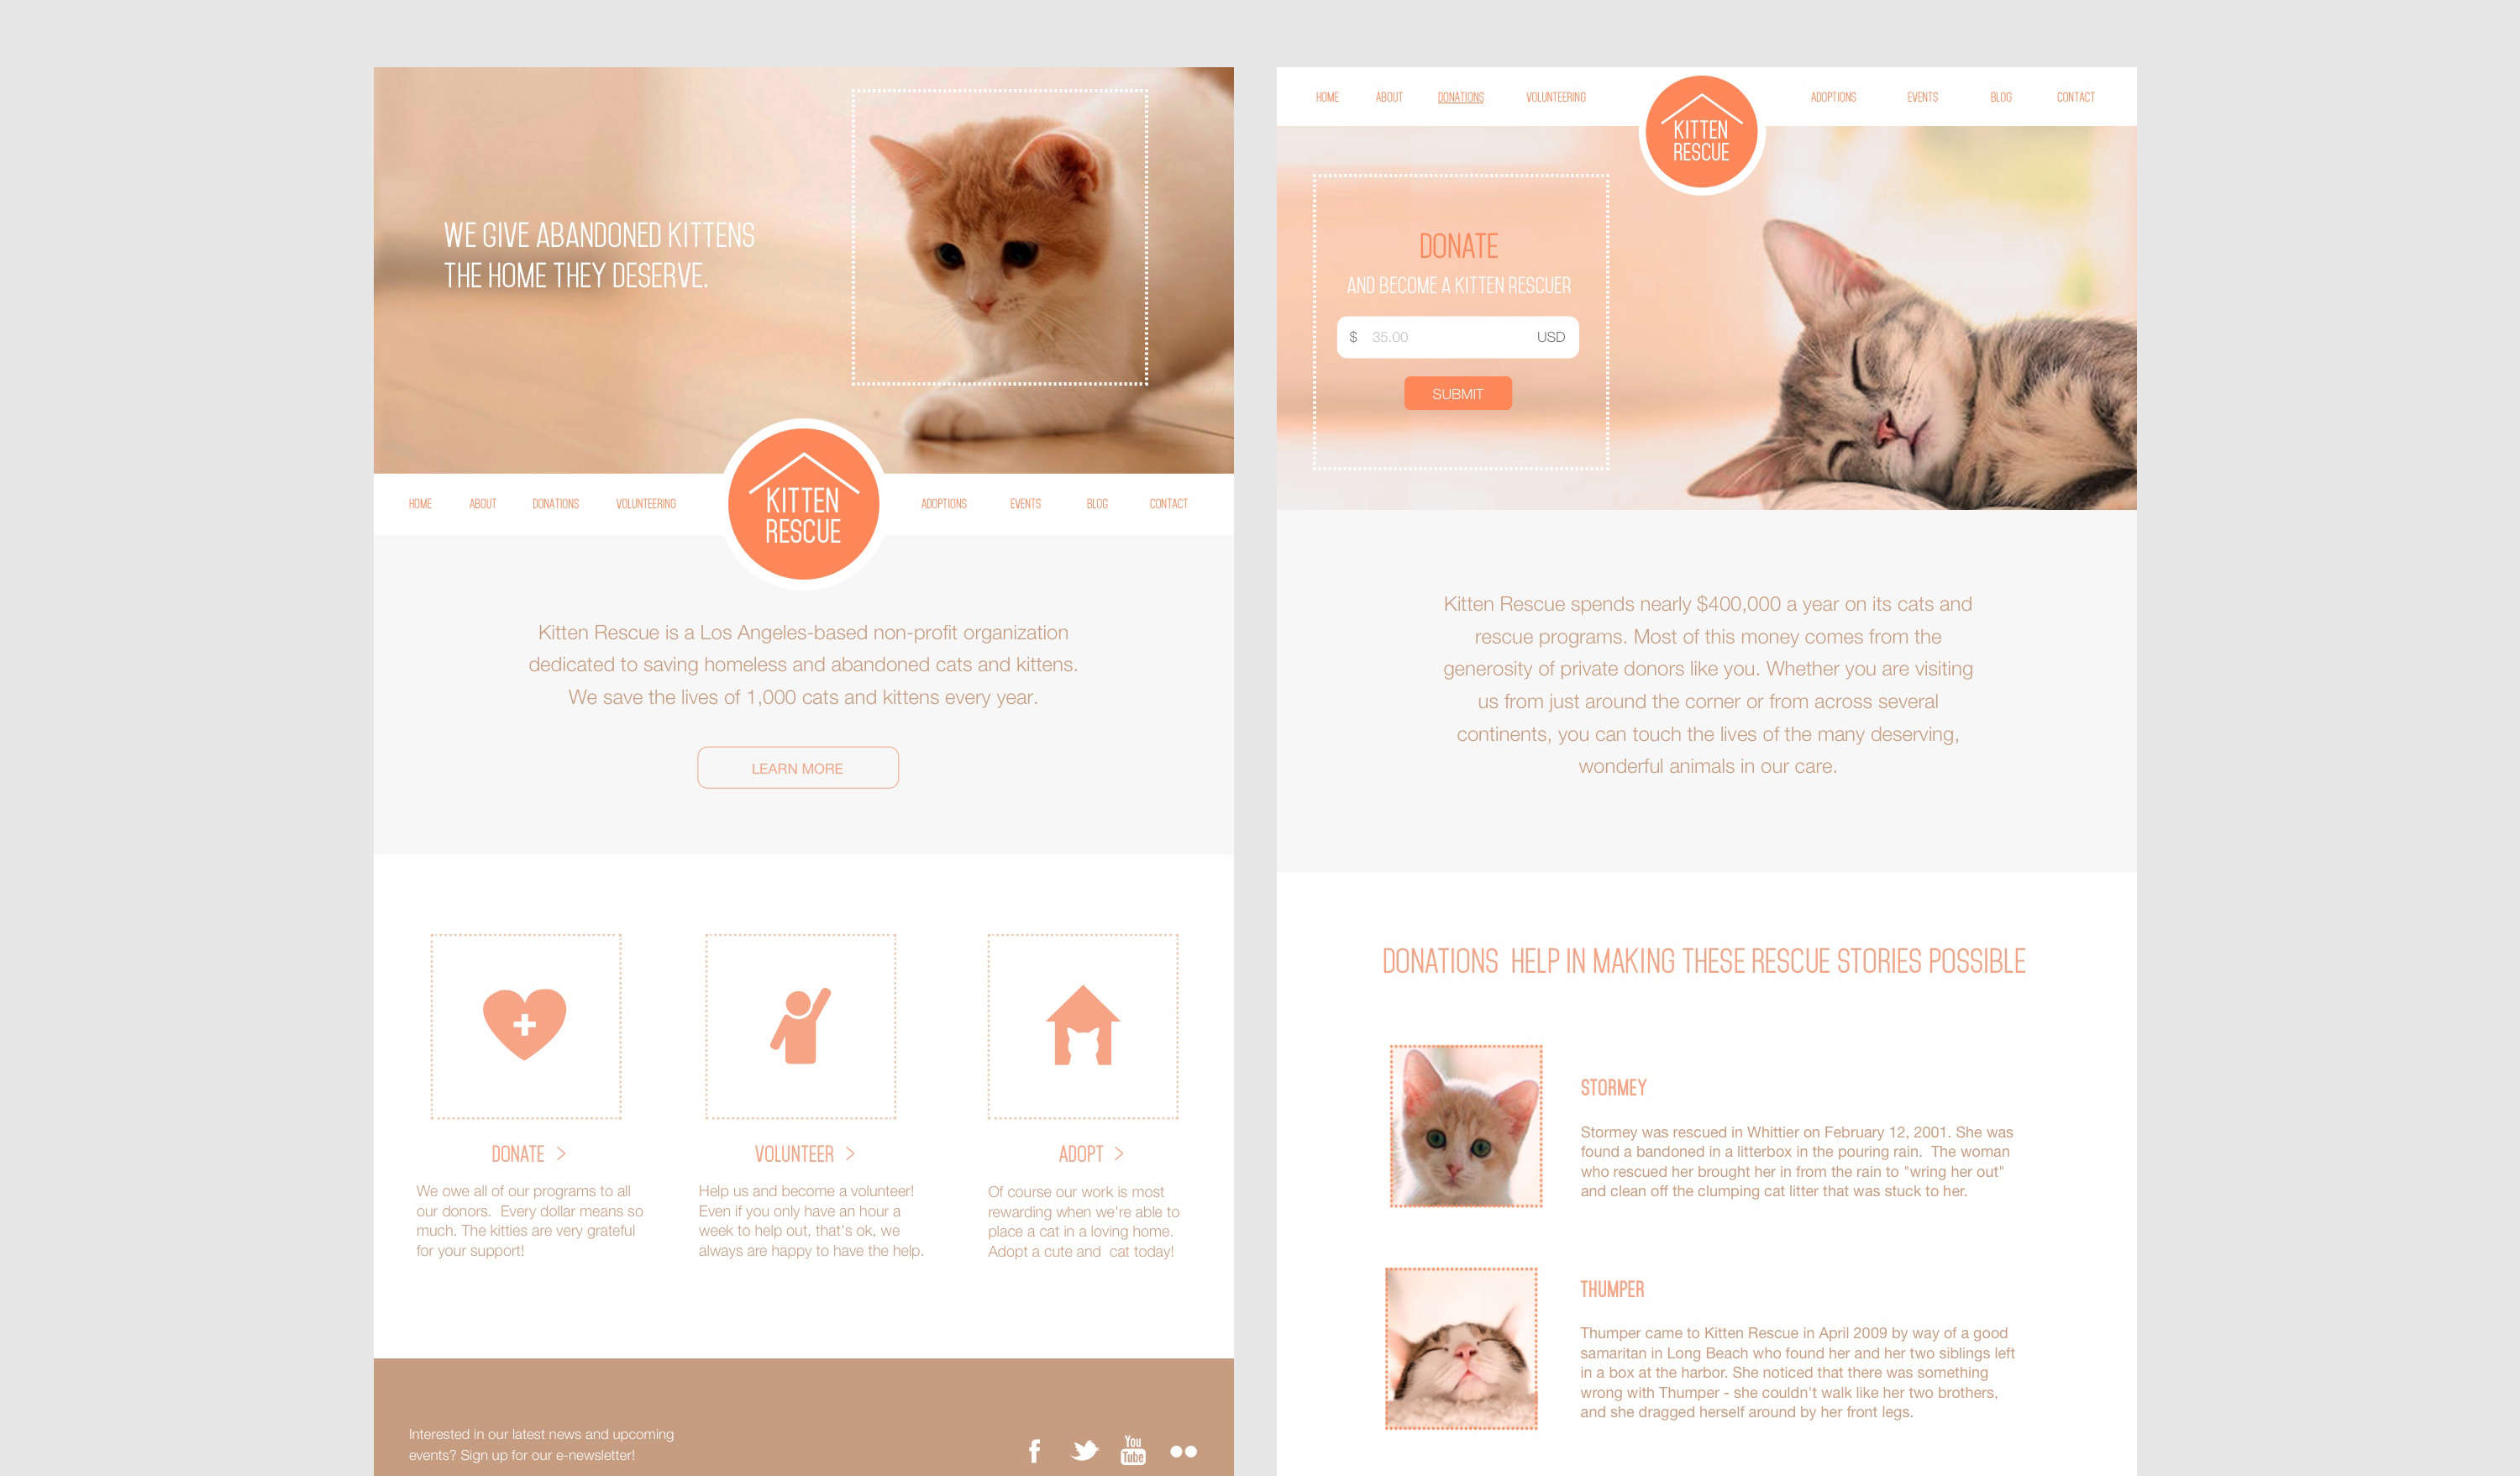 WE GIVE ABANDONED KITTENS
THE HOME THEY DESERVE.
HOME ABOUT DONATIONS VOLUNTEERING
KITTEN
RESCUE
ADOPTIONS EVENTS BLOG CONTACT
Kitten Rescue is a Los Angeles-based non-profit organization
dedicated to saving homeless and abandoned cats and kittens.
We save the lives of 1,000 cats and kittens every year.
LEARN MORE
DONATE >
We owe all of our programs to all
our donors.  Every dollar means so
much. The kitties are very grateful
for your support!
VOLUNTEER >
Help us and become a volunteer!
Even if you only have an hour a
week to help out, that's ok, we
always are happy to have the help.
ADOPT >
Of course our work is most
rewarding when we're able to
place a cat in a loving home.
Adopt a cute and  cat today!
Interested in our latest news and upcoming
events? Sign up for our e-newsletter!
f
You
Tube
HOME ABOUT DONATIONS VOLUNTEERING
KITTEN
RESCUE
ADOPTIONS EVENTS BLOG CONTACT
DONATE
AND BECOME A KITTEN RESCUER
$ 35.00 USD
SUBMIT
Kitten Rescue spends nearly $400,000 a year on its cats and
rescue programs. Most of this money comes from the
generosity of private donors like you. Whether you are visiting
us from just around the corner or from across several
continents, you can touch the lives of the many deserving,
wonderful animals in our care.
DONATIONS  HELP IN MAKING THESE RESCUE STORIES POSSIBLE
STORMEY
Stormey was rescued in Whittier on February 12, 2001. She was
found a bandoned in a litterbox in the pouring rain.  The woman
who rescued her brought her in from the rain to "wring her out"
and clean off the clumping cat litter that was stuck to her.
THUMPER
Thumper came to Kitten Rescue in April 2009 by way of a good
samaritan in Long Beach who found her and her two siblings left
in a box at the harbor. She noticed that there was something
wrong with Thumper - she couldn't walk like her two brothers,
and she dragged herself around by her front legs.